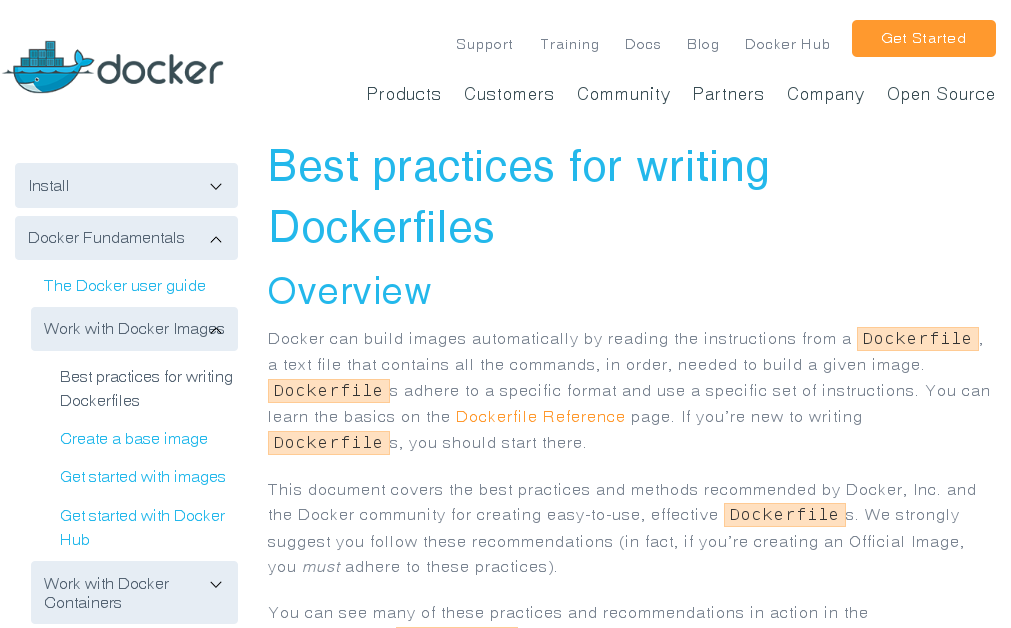 Support Training Docs Blog Docker Hub Get Started
docker
Products Customers Community Partners Company Open Source
Install
Docker Fundamentals
The Docker user guide
Work with Docker Images
Best practices for writing
Dockerfiles
Create a base image
Get started with images
Get started with Docker
Hub
Work with Docker
Containers
Best practices for writing
Dockerfiles
Overview
Docker can build images automatically by reading the instructions from a Dockerfile,
a text file that contains all the commands, in order, needed to build a given image.
Dockerfiles adhere to a specific format and use a specific set of instructions. You can
learn the basics on the Dockerfile Reference page. If you’re new to writing
Dockerfiles, you should start there.
This document covers the best practices and methods recommended by Docker, Inc. and
the Docker community for creating easy-to-use, effective Dockerfiles. We strongly
suggest you follow these recommendations (in fact, if you’re creating an Official Image,
you must adhere to these practices).
You can see many of these practices and recommendations in action in the